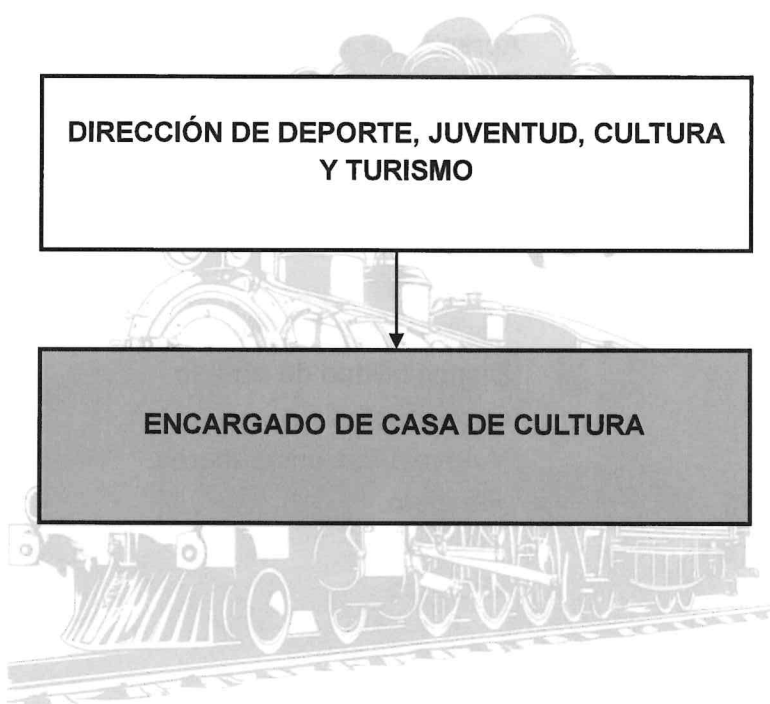 DIRECCIÓN DE DEPORTE, JUVENTUD, CULTURA
Y TURISMO
ENCARGADO DE CASA DE CULTURA